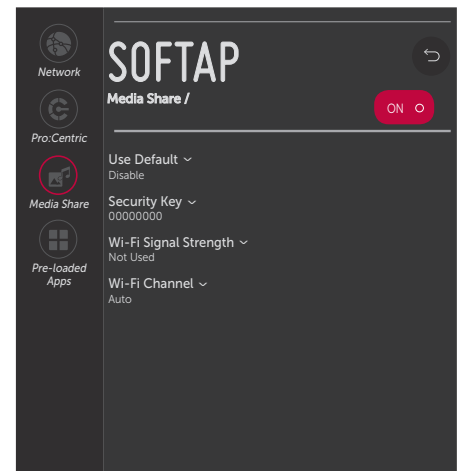 Network
Pro:Centric
Media Share
Pre-loaded
Apps
SOFTAP
Media Share /
ON
Use Default
Disable
Security Key
00000000
Wi-Fi Signal Strength
Not Used
Wi-Fi Channel
Auto